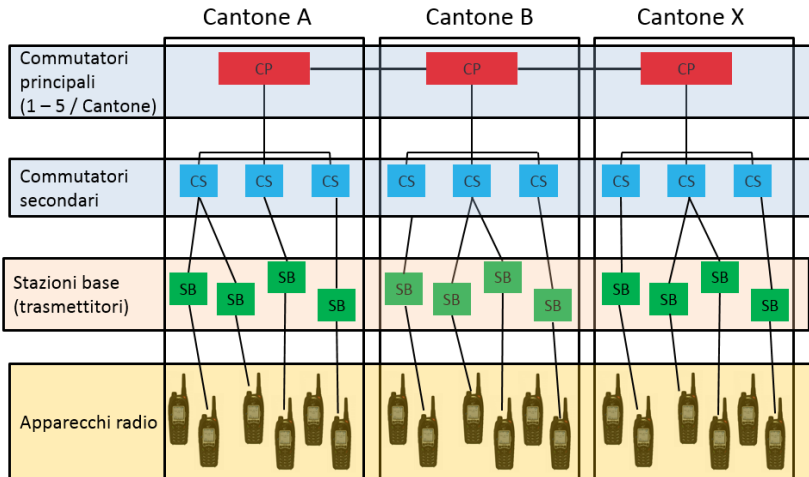 Cantone A
Cantone B
Cantone X
Commutatori
principali
(1 – 5 / Cantone)
CP
CP
CP
Commutatori
secondari
CS
CS
CS
CS
CS
CS
CS
CS
CS
Stazioni base
(trasmettitori)
SB
SB
SB
SB
SB
SB
SB
SB
SB
SB
SB
SB
Apparecchi radio